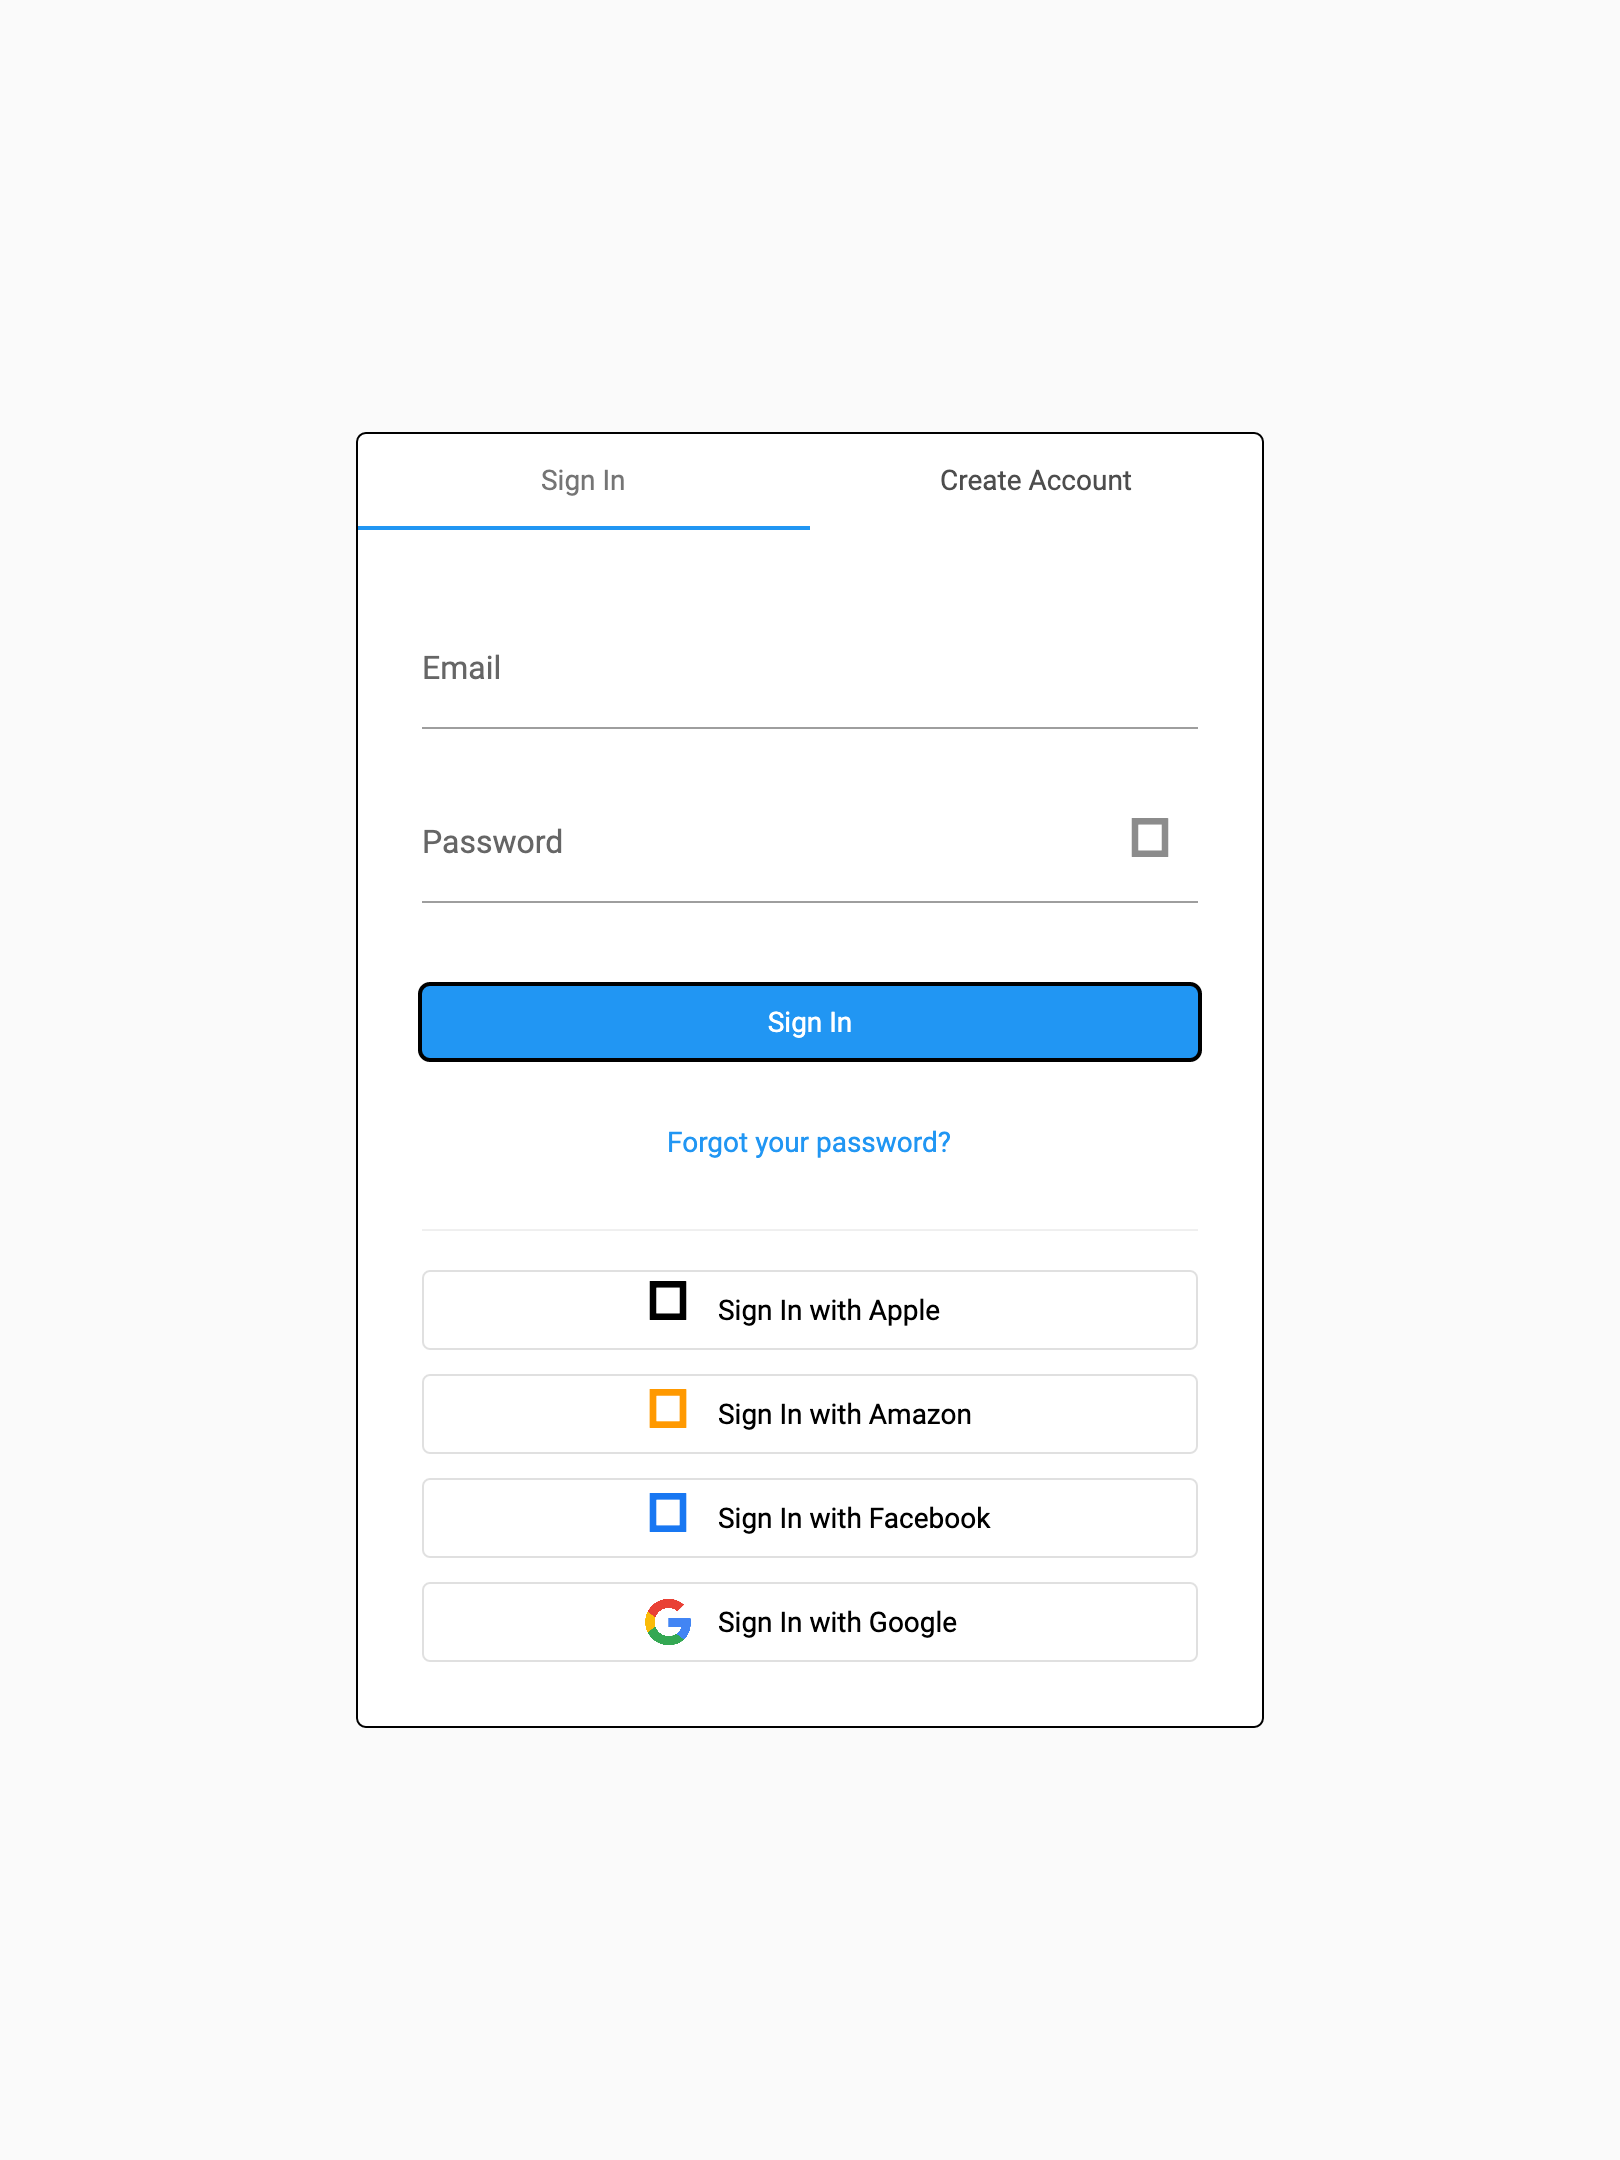 Sign In
Create Account
Email
Password
Sign In
Forgot your password?
Sign In with Apple
Sign In with Amazon
Sign In with Facebook
Sign In with Google